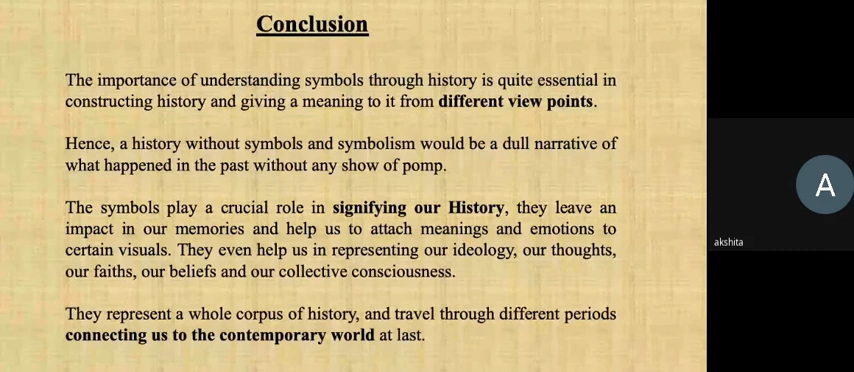 Conclusion
The importance of understanding symbols through history is quite essential in
constructing history and giving a meaning to it from different view points.
Hence, a history without symbols and symbolism would be a dull narrative of
what happened in the past without any show of pomp.
The symbols play a crucial role in signifying our History, they leave an
impact in our memories and help us to attach meanings and emotions to
certain visuals. They even help us in representing our ideology, our thoughts,
our faiths, our beliefs and our collective consciousness.
They represent a whole corpus of history, and travel through different periods
connecting us to the contemporary world at last.
A
akshita